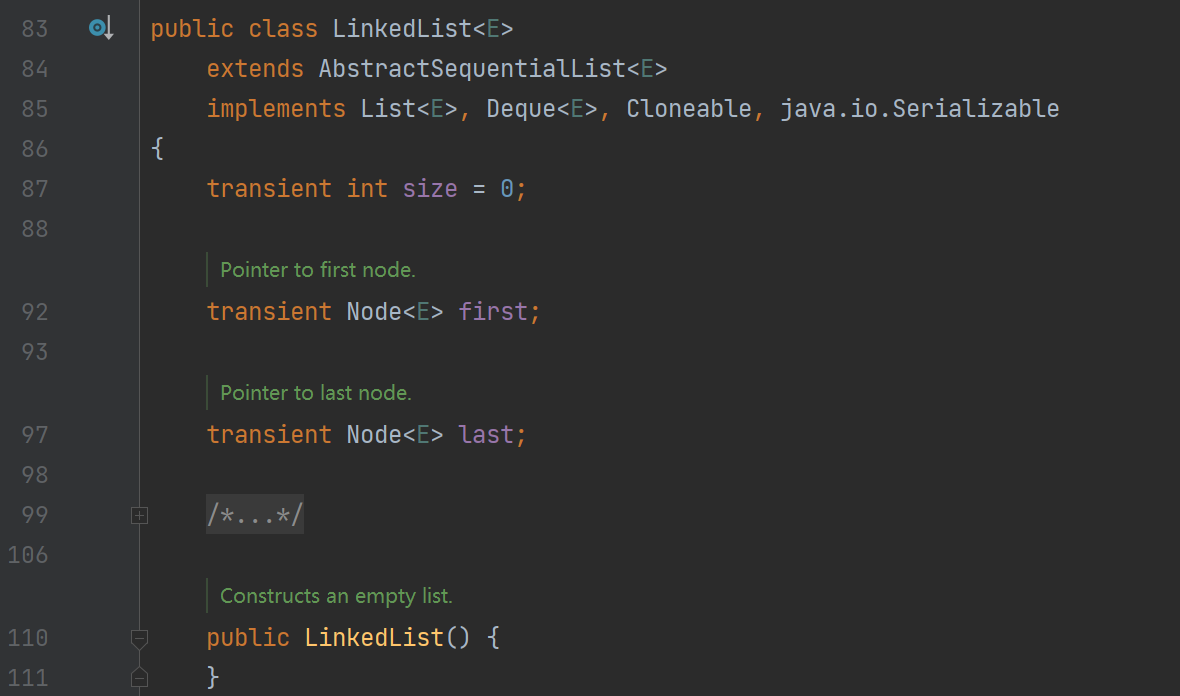 83 public class LinkedList<E>
84 extends AbstractSequentialList<E>
85 implements List<E>, Deque<E>, Cloneable, java.io.Serializable
86 {
87 transient int size = 0;
88
Pointer to first node.
92 transient Node<E> first;
93
Pointer to last node.
97 transient Node<E> last;
98
99 /*...*/
106
Constructs an empty list.
110 public LinkedList() {
111 }